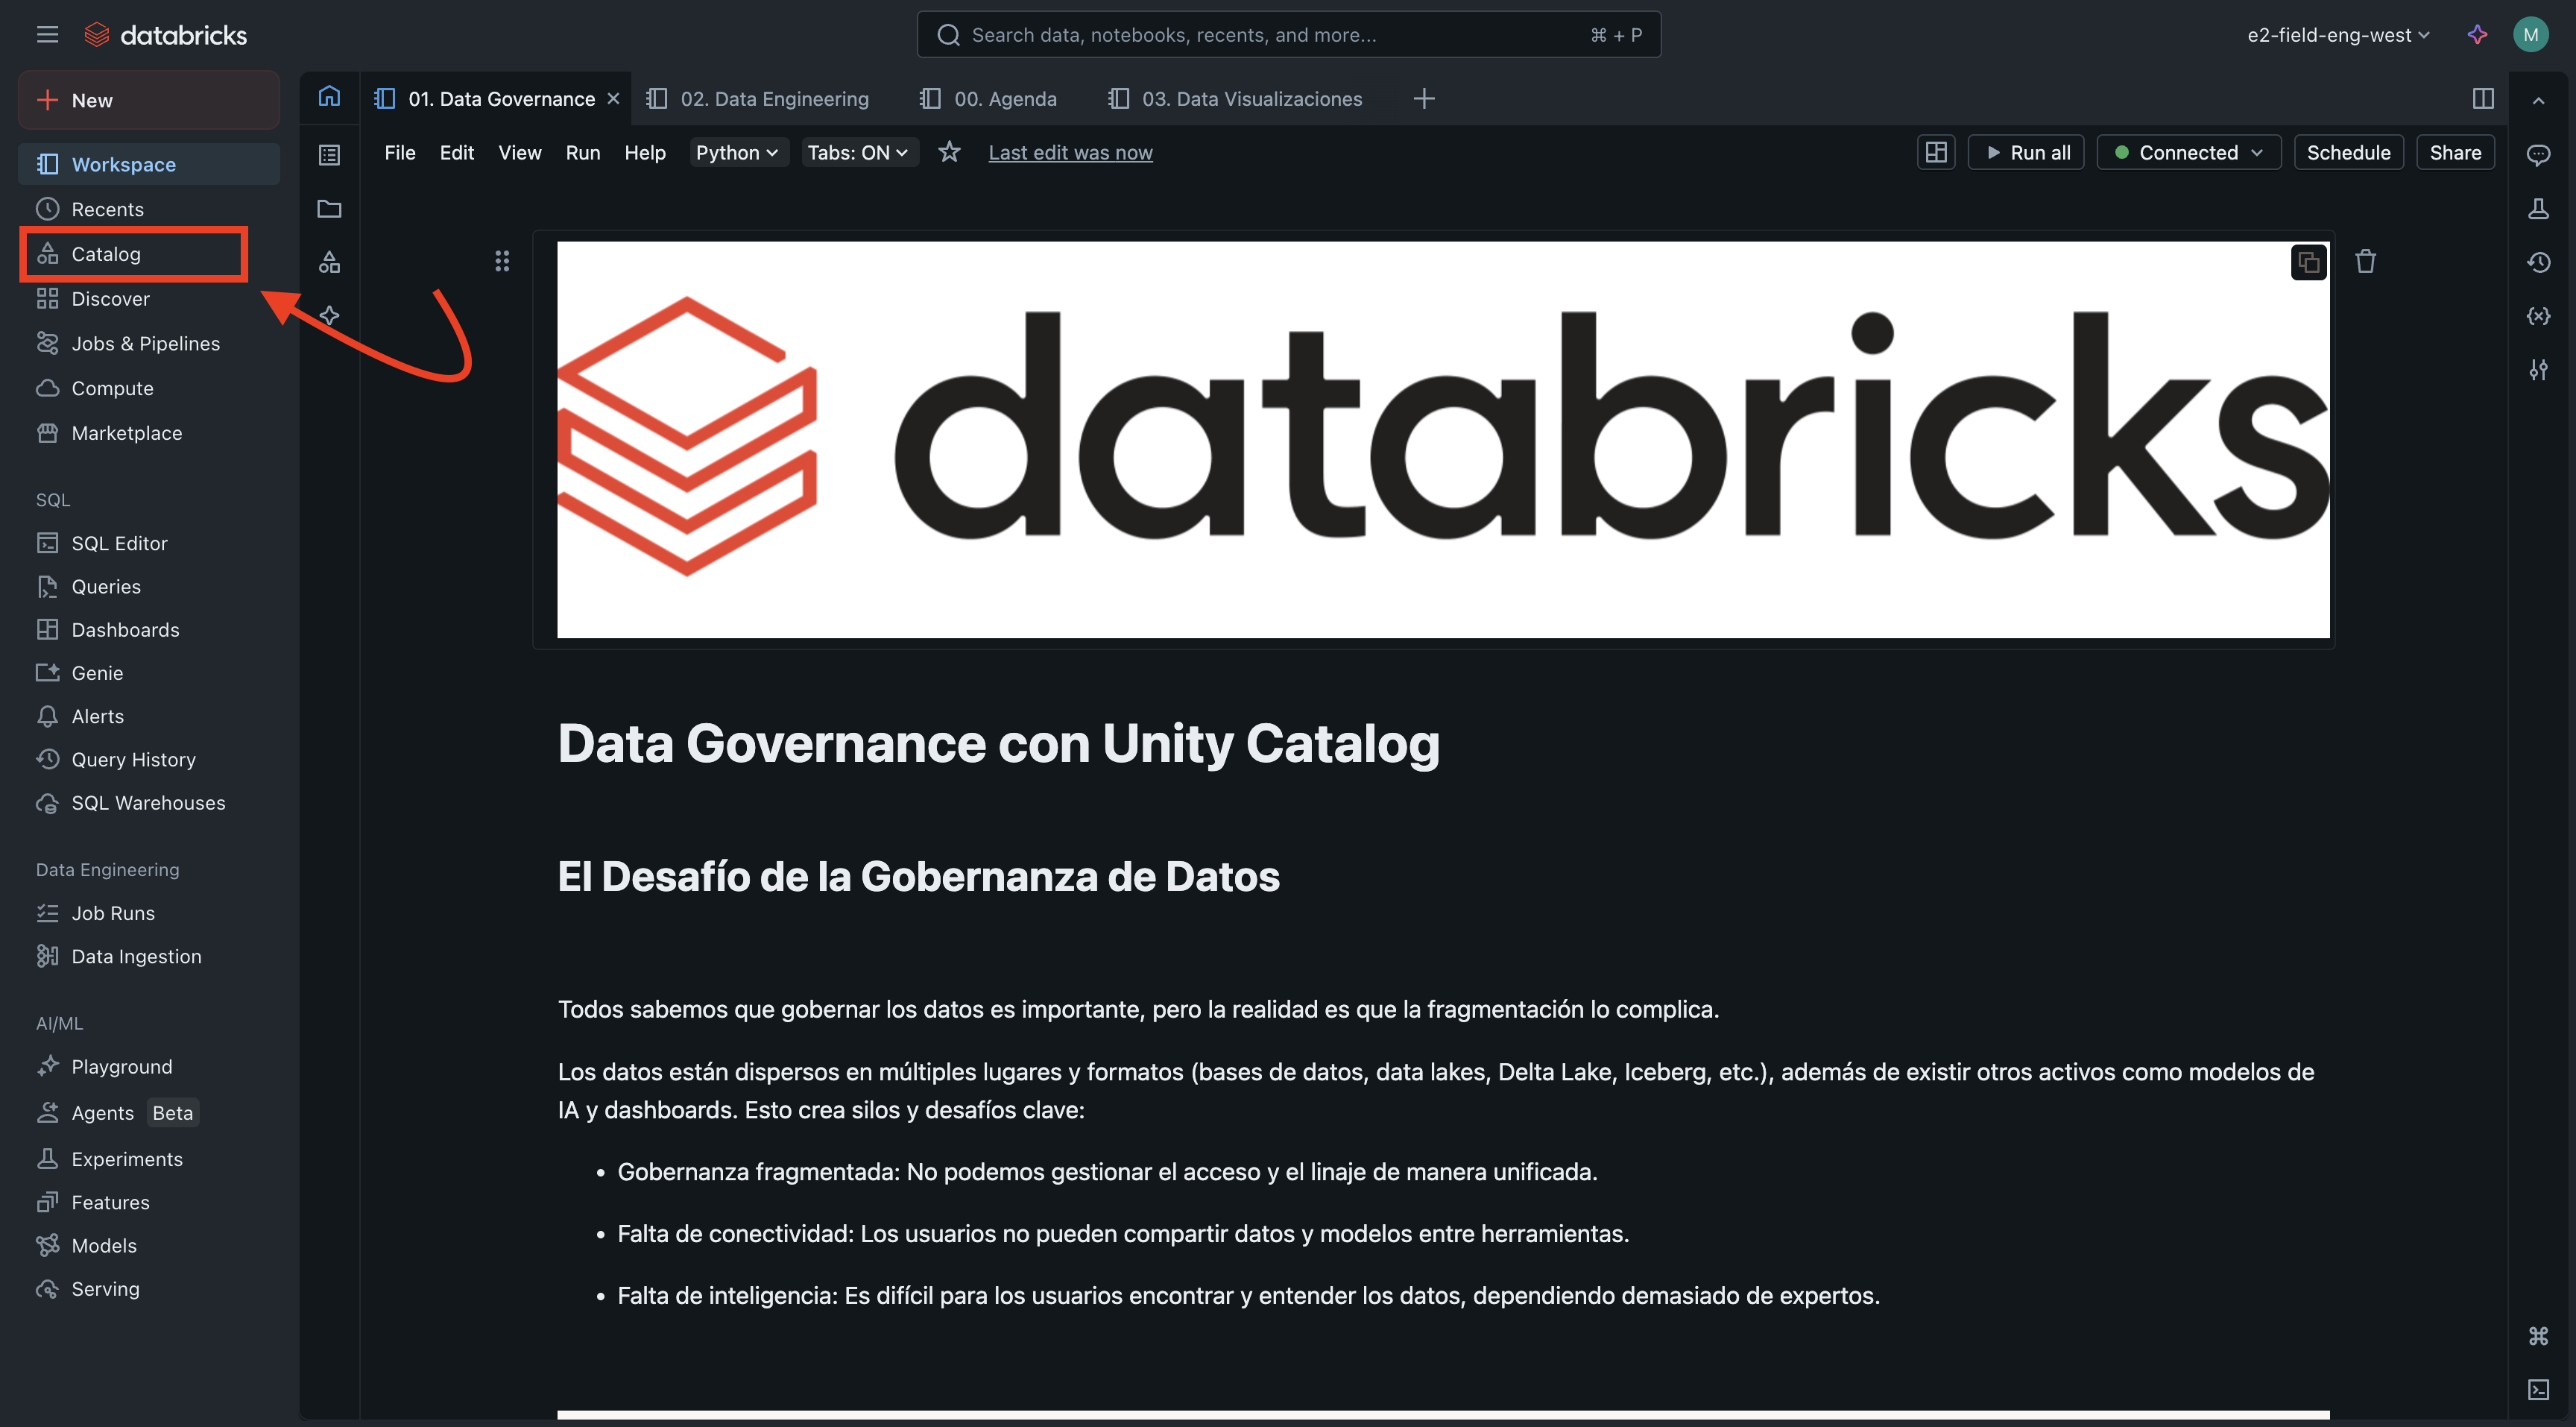 databricks
Search data, notebooks, recents, and more...
⌘ + P
e2-field-eng-west
M
New
Workspace
Recents
Catalog
Discover
Jobs & Pipelines
Compute
Marketplace
SQL
SQL Editor
Queries
Dashboards
Genie
Alerts
Query History
SQL Warehouses
Data Engineering
Job Runs
Data Ingestion
AI/ML
Playground
Agents Beta
Experiments
Features
Models
Serving
01. Data Governance
02. Data Engineering
00. Agenda
03. Data Visualizaciones
File Edit View Run Help Python Tabs: ON Last edit was now
Run all Connected Schedule Share
databricks
Data Governance con Unity Catalog
El Desafío de la Gobernanza de Datos
Todos sabemos que gobernar los datos es importante, pero la realidad es que la fragmentación lo complica.
Los datos están dispersos en múltiples lugares y formatos (bases de datos, data lakes, Delta Lake, Iceberg, etc.), además de existir otros activos como modelos de
IA y dashboards. Esto crea silos y desafíos clave:
• Gobernanza fragmentada: No podemos gestionar el acceso y el linaje de manera unificada.
• Falta de conectividad: Los usuarios no pueden compartir datos y modelos entre herramientas.
• Falta de inteligencia: Es difícil para los usuarios encontrar y entender los datos, dependiendo demasiado de expertos.